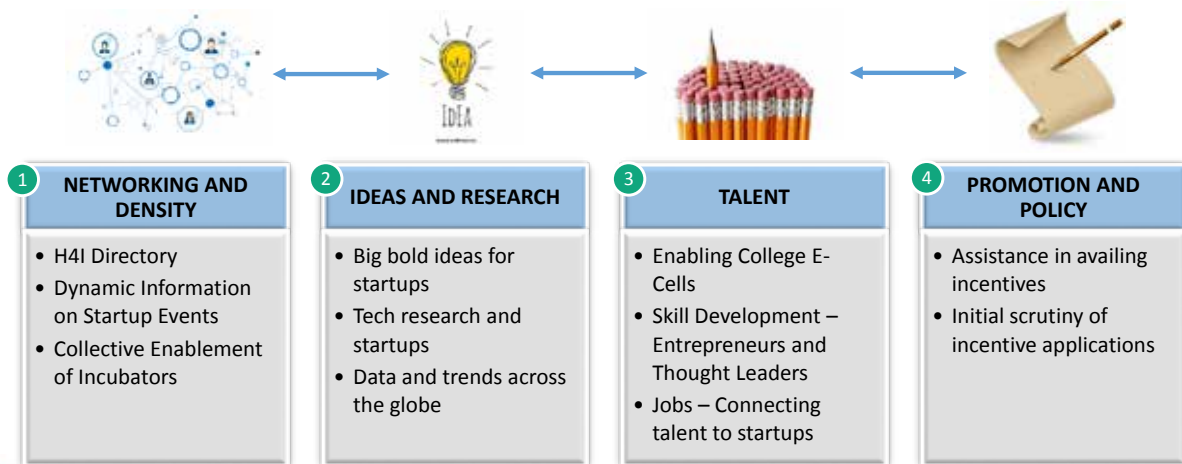 IDEA
1
NETWORKING AND
DENSITY
• H4I Directory
• Dynamic Information
on Startup Events
• Collective Enablement
of Incubators
2
IDEAS AND RESEARCH
• Big bold ideas for
startups
• Tech research and
startups
• Data and trends across
the globe
3
TALENT
• Enabling College E-
Cells
• Skill Development –
Entrepreneurs and
Thought Leaders
• Jobs – Connecting
talent to startups
4
PROMOTION AND
POLICY
• Assistance in availing
incentives
• Initial scrutiny of
incentive applications